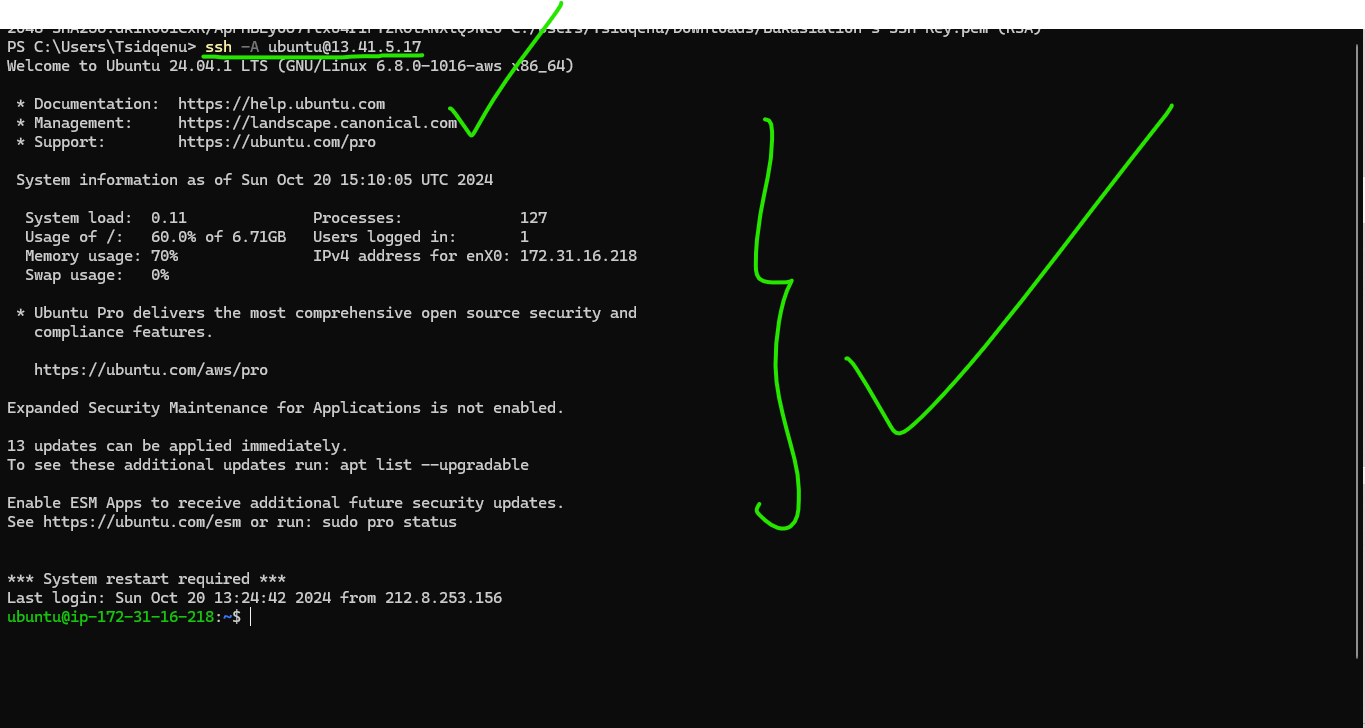 PS C:\Users\Tsidqenu> ssh -A ubuntu@13.41.5.17
Welcome to Ubuntu 24.04.1 LTS (GNU/Linux 6.8.0-1016-aws x86_64)
* Documentation: https://help.ubuntu.com
* Management: https://landscape.canonical.com
* Support: https://ubuntu.com/pro
System information as of Sun Oct 20 15:10:05 UTC 2024
System load: 0.11 Processes: 127
Usage of /: 60.0% of 6.71GB Users logged in: 1
Memory usage: 70% IPv4 address for enX0: 172.31.16.218
Swap usage: 0%
* Ubuntu Pro delivers the most comprehensive open source security and
compliance features.
https://ubuntu.com/aws/pro
Expanded Security Maintenance for Applications is not enabled.
13 updates can be applied immediately.
To see these additional updates run: apt list --upgradable
Enable ESM Apps to receive additional future security updates.
See https://ubuntu.com/esm or run: sudo pro status
*** System restart required ***
Last login: Sun Oct 20 13:24:42 2024 from 212.8.253.156
ubuntu@ip-172-31-16-218:~$